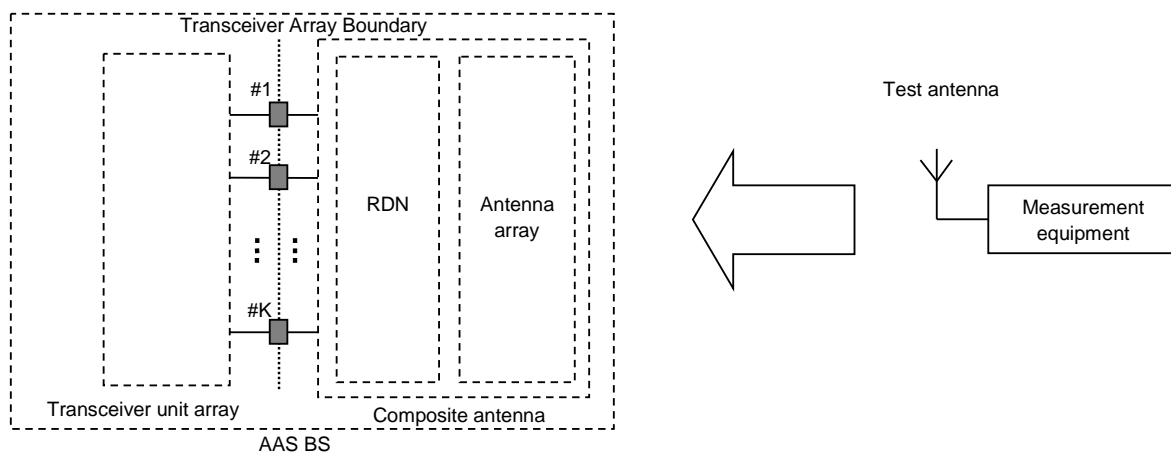 Transceiver Array Boundary
#1
#2
#K
RDN
Antenna
array
Transceiver unit array
Composite antenna
AAS BS
Test antenna
Measurement
equipment